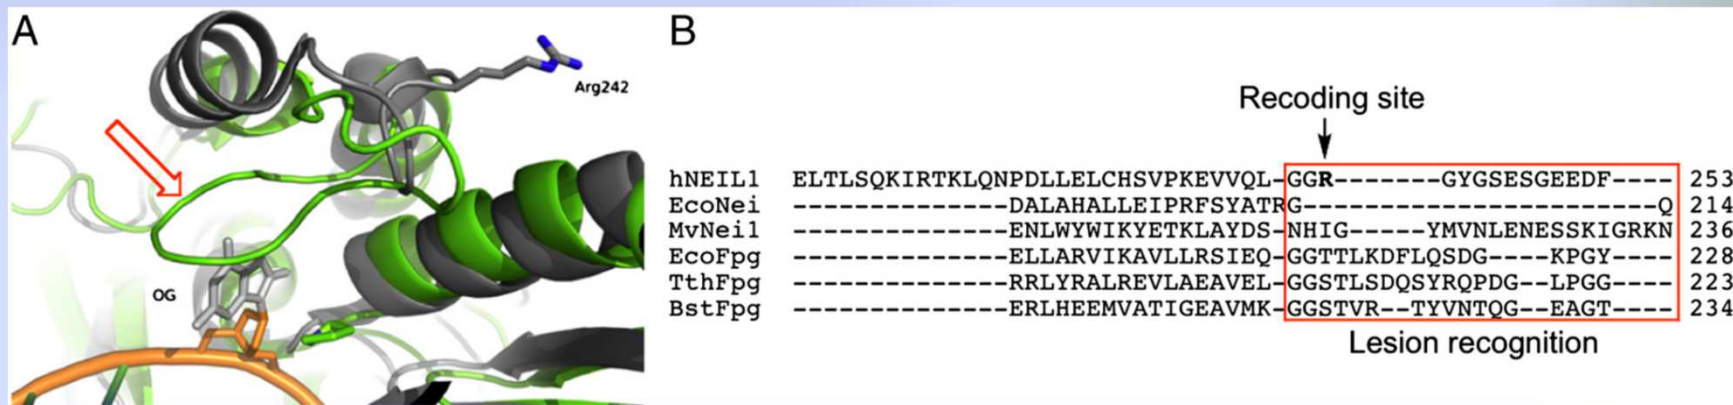 A
Arg242
OG
B
Recoding site
hNEIL1 ELTLSQKIRTKLQNPDLLELCHSVPKEVVQL-GGR-------GYGSESGEEDF---- 253
EcoNei --------------DALAHALLEIPRFSYATRG-----------------------Q 214
MvNei1 --------------ENLWYWIKYETKLAYDS-NHIG-----YMVNLENESSKIGRKN 236
EcoFpg --------------ELLARVIKAVLLRSIEQ-GGTTLKDFLQSDG----KPGY---- 228
TthFpg --------------RRLYRALREVLAEAVEL-GGSTLSDQSYRQPDG--LPGG---- 223
BstFpg --------------ERLHEEMVATIGEAVMK-GGSTVR--TYVNTQG--EAGT---- 234
Lesion recognition